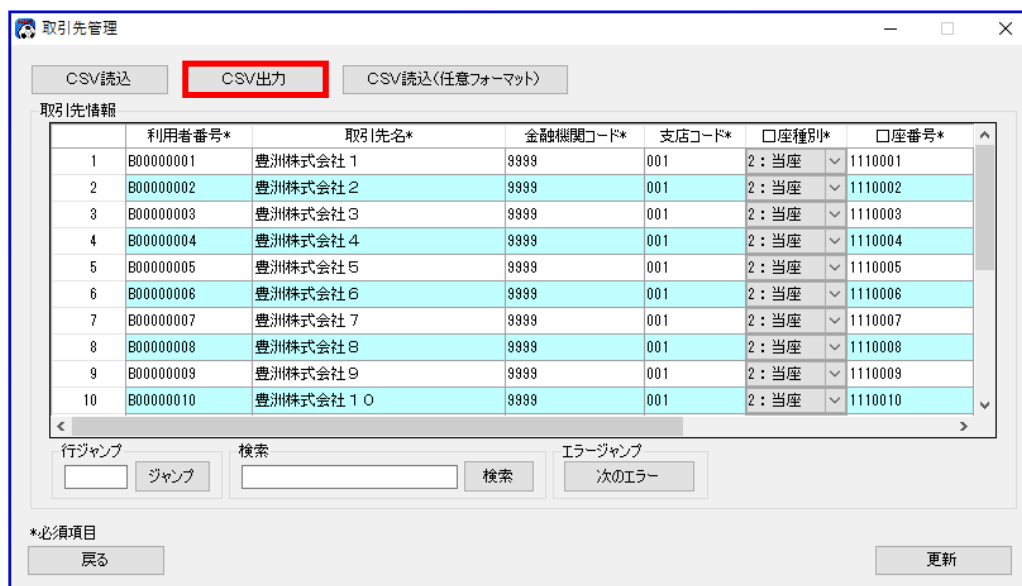 取引先管理
CSV読込 CSV出力 CSV読込(任意フォーマット)
取引先情報
利用者番号* 取引先名* 金融機関コード* 支店コード* 口座種別* 口座番号*
1 B00000001 豊洲株式会社1 9999 001 2:当座 1110001
2 B00000002 豊洲株式会社2 9999 001 2:当座 1110002
3 B00000003 豊洲株式会社3 9999 001 2:当座 1110003
4 B00000004 豊洲株式会社4 9999 001 2:当座 1110004
5 B00000005 豊洲株式会社5 9999 001 2:当座 1110005
6 B00000006 豊洲株式会社6 9999 001 2:当座 1110006
7 B00000007 豊洲株式会社7 9999 001 2:当座 1110007
8 B00000008 豊洲株式会社8 9999 001 2:当座 1110008
9 B00000009 豊洲株式会社9 9999 001 2:当座 1110009
10 B00000010 豊洲株式会社10 9999 001 2:当座 1110010
行ジャンプ 検索 エラージャンプ
ジャンプ 検索 次のエラー
*必須項目
戻る 更新